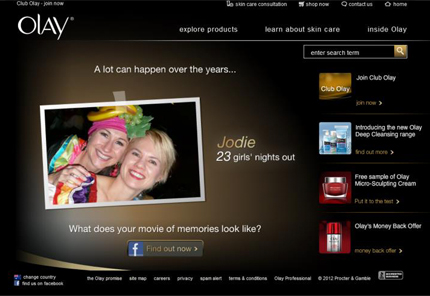 Club Olay - join now
skin care consultation
shop now
contact us
home
OLAY
explore products
learn about skin care
inside Olay
enter search term
A lot can happen over the years...
Club Olay
Join Club Olay
join now >
Introducing the new Olay
Deep Cleansing range
find out more >
Jodie
23 girls' nights out
Free sample of Olay
Micro-Sculpting Cream
Put it to the test >
What does your movie of memories look like?
f Find out now >
Olay's Money Back Offer
money back offer >
change country
find us on facebook
the Olay promise
site map
careers
privacy
spam alert
terms & conditions
Olay Professional
© 2012 Procter & Gamble